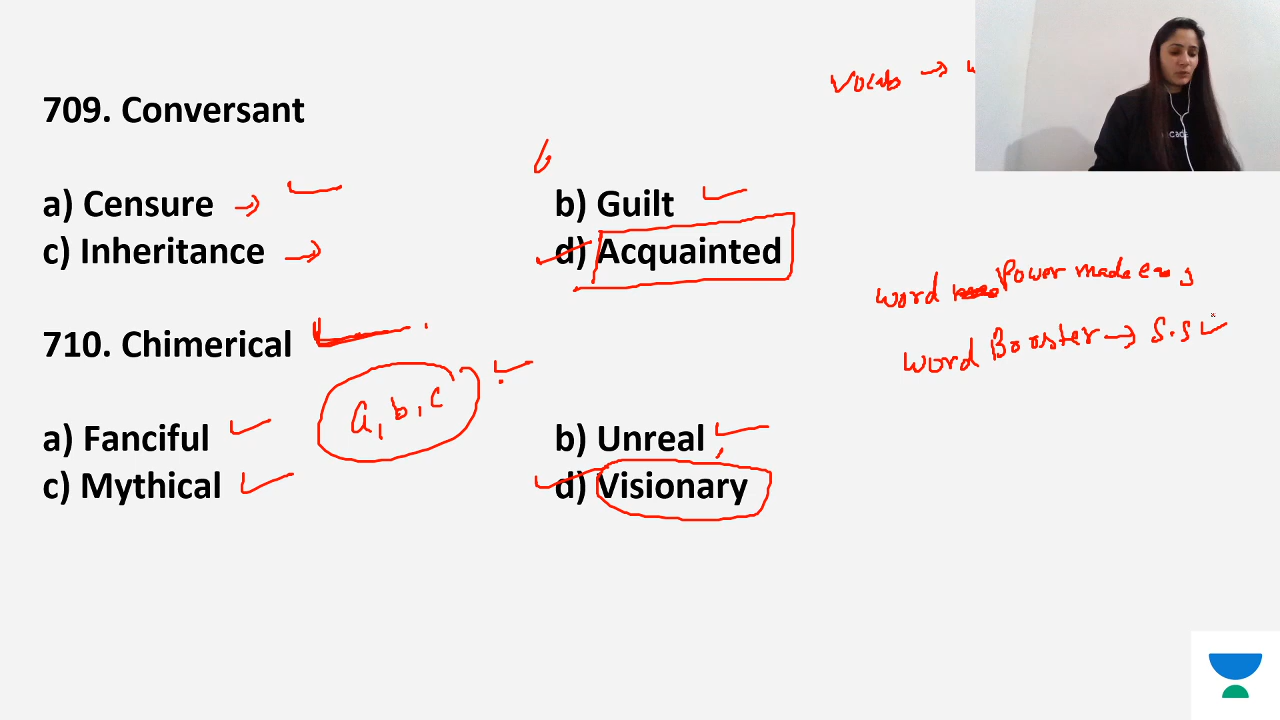 Vocab →
709. Conversant
a) Censure →
b) Guilt
c) Inheritance →
d) Acquainted
word Power made easy
710. Chimerical
word Booster → S.S
a, b, c
a) Fanciful
b) Unreal
c) Mythical
d) Visionary